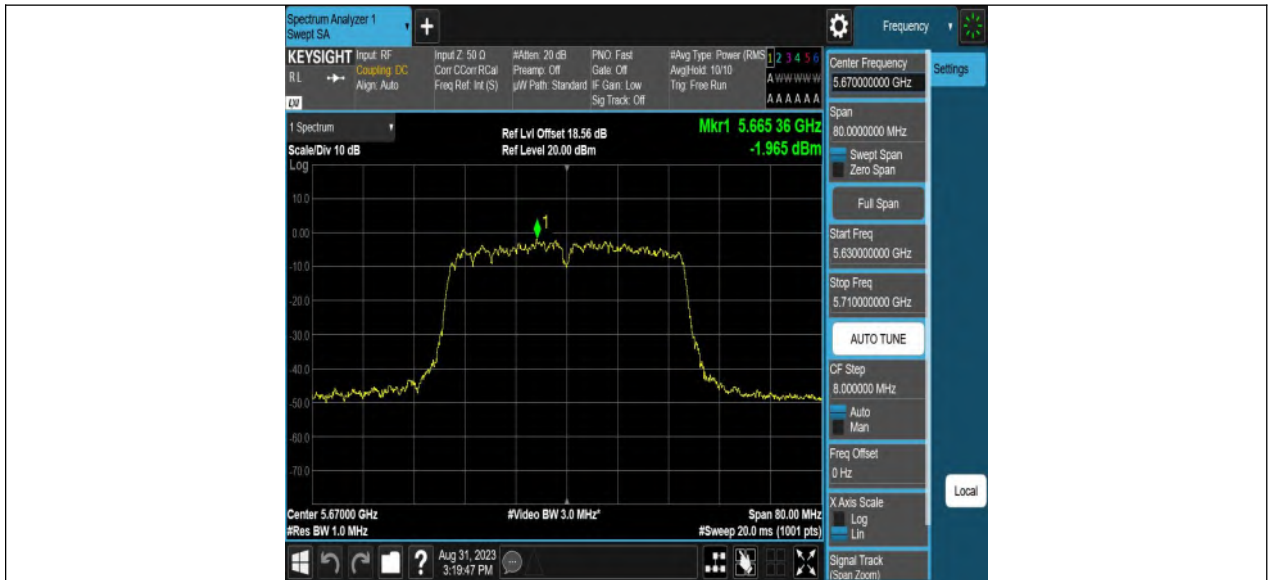 Spectrum Analyzer 1
Swept SA
+
Frequency
KEYSIGHT
RL
LXI
Input: RF
Coupling: DC
Align: Auto
Input Z: 50 Ω
Corr CCorr RCal
Freq Ref: Int (S)
#Atten: 20 dB
Preamp: Off
µW Path: Standard
PNO: Fast
Gate: Off
IF Gain: Low
Sig Track: Off
#Avg Type: Power (RMS
Avg|Hold: 10/10
Trig: Free Run
1 2 3 4 5 6
A W W W W W
A A A A A A
Center Frequency
5.670000000 GHz
Settings
Span
80.0000000 MHz
Swept Span
Zero Span
Full Span
Start Freq
5.630000000 GHz
Stop Freq
5.710000000 GHz
AUTO TUNE
CF Step
8.000000 MHz
Auto
Man
Freq Offset
0 Hz
X Axis Scale
Log
Lin
Signal Track
(Span Zoom)
Local
1 Spectrum
Scale/Div 10 dB
Log
Ref Lvl Offset 18.56 dB
Ref Level 20.00 dBm
Mkr1 5.665 36 GHz
-1.965 dBm
10.0
0.00
-10.0
-20.0
-30.0
-40.0
-50.0
-60.0
-70.0
1
Center 5.67000 GHz
#Res BW 1.0 MHz
#Video BW 3.0 MHz*
Span 80.00 MHz
#Sweep 20.0 ms (1001 pts)
?
Aug 31, 2023
3:19:47 PM